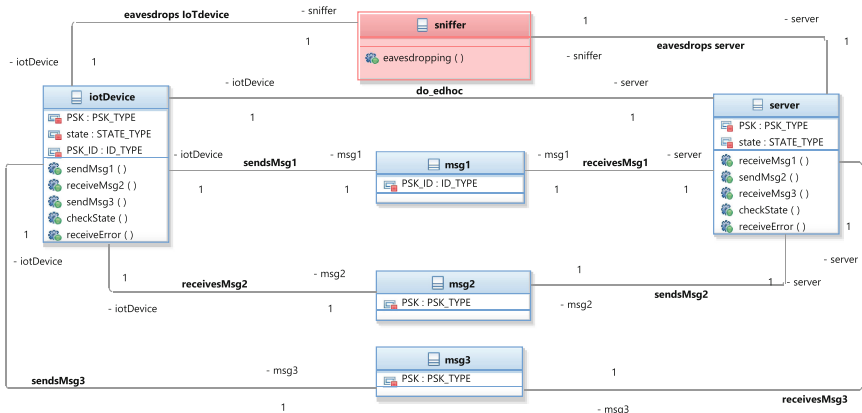 eavesdrops IoTdevice
- sniffer
sniffer
1
- server
1
1
eavesdrops server
1
eavesdropping ( )
- sniffer
- iotDevice
1
iotDevice
PSK : PSK_TYPE
state : STATE_TYPE
PSK_ID : ID_TYPE
sendMsg1 ( )
receiveMsg2 ( )
sendMsg3 ( )
checkState ( )
receiveError ( )
- iotDevice
do_edhoc
- server
1
1
server
PSK : PSK_TYPE
state : STATE_TYPE
receiveMsg1 ( )
sendMsg2 ( )
receiveMsg3 ( )
checkState ( )
receiveError ( )
- iotDevice
sendsMsg1
- msg1
1
1
msg1
PSK_ID : ID_TYPE
- msg1
receivesMsg1
- server
1
1
1
- iotDevice
1
- server
1
receivesMsg2
- msg2
- iotDevice
1
msg2
PSK : PSK_TYPE
1
1
- server
sendsMsg2
- msg2
msg3
PSK : PSK_TYPE
sendsMsg3
- msg3
1
1
receivesMsg3
- msg3